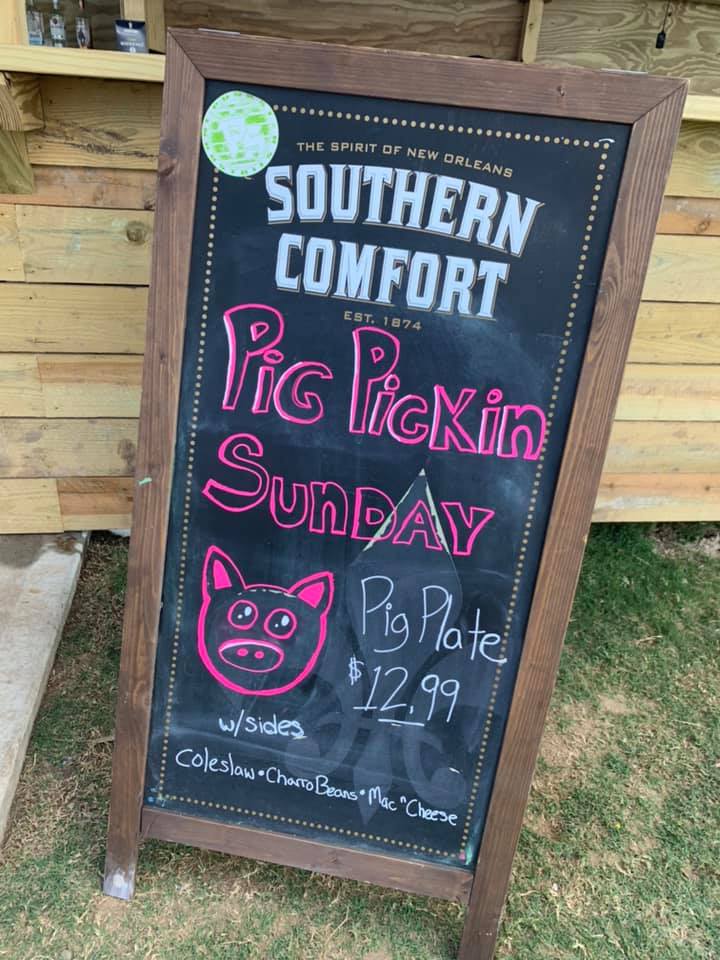 THE SPIRIT OF NEW ORLEANS
SOUTHERN
COMFORT
EST. 1874
PiG PicKin
SunDAY
Pig Plate
$12.99
w/sides
Coleslaw • Charro Beans • Mac "Cheese